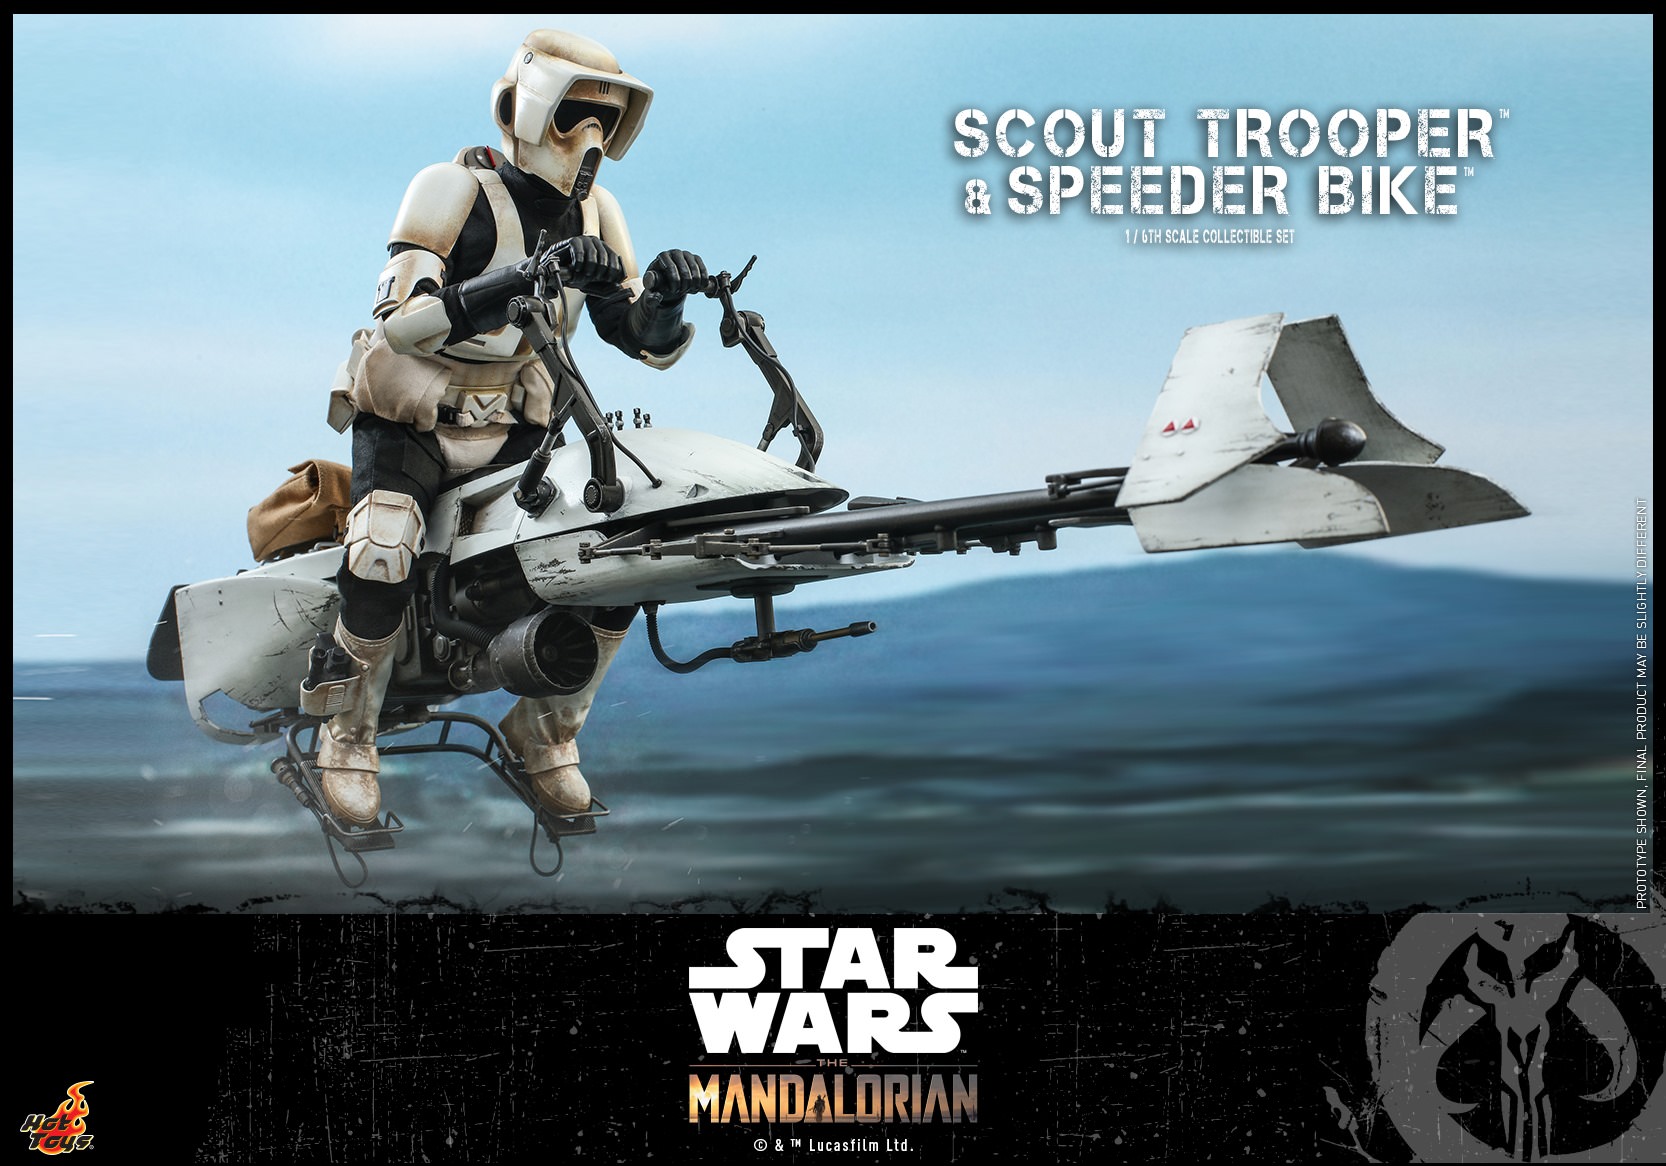 SCOUT TROOPER™
& SPEEDER BIKE™
1 / 6TH SCALE COLLECTIBLE SET
PROTOTYPE SHOWN, FINAL PRODUCT MAY BE SLIGHTLY DIFFERENT
STAR
WARS™
THE
MANDALORIAN
© & ™ Lucasfilm Ltd.
HOT
TOYS